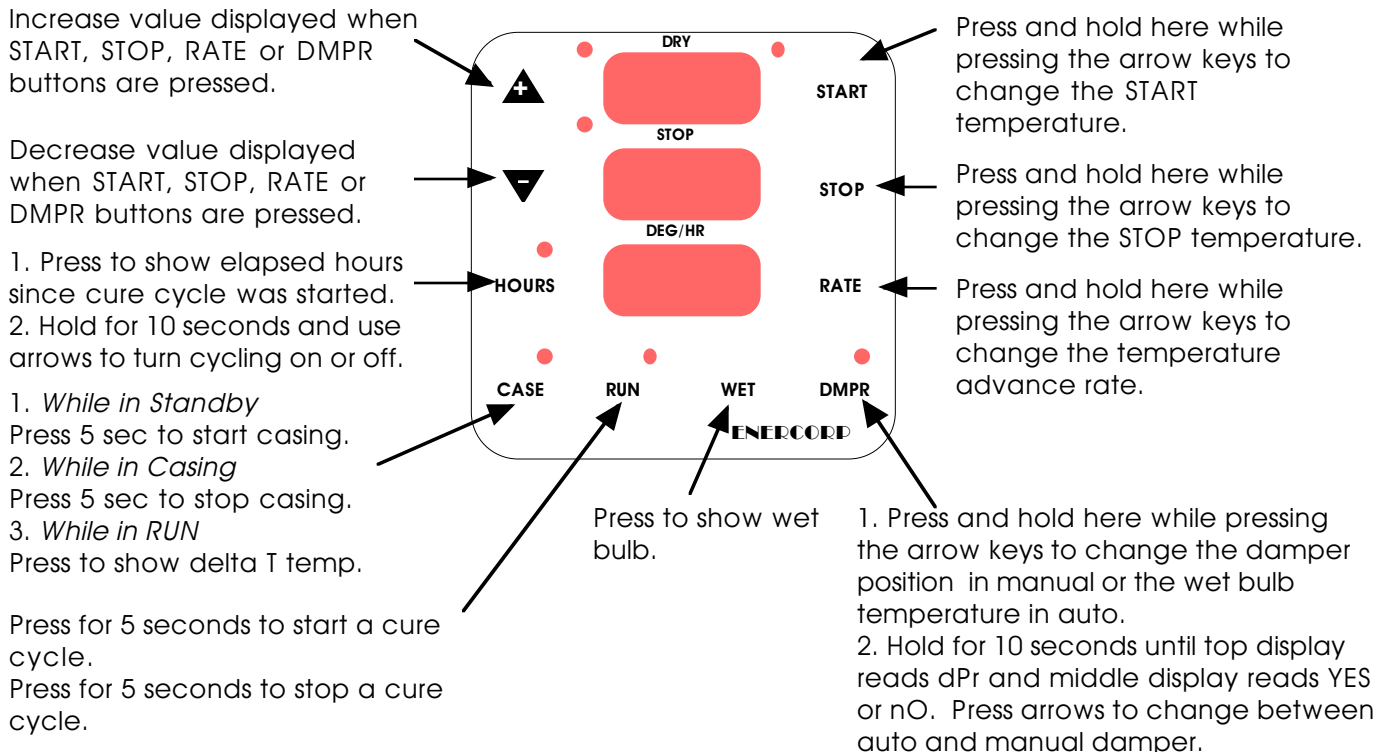 Increase value displayed when
START, STOP, RATE or DMPR
buttons are pressed.
Decrease value displayed
when START, STOP, RATE or
DMPR buttons are pressed.
1. Press to show elapsed hours
since cure cycle was started.
2. Hold for 10 seconds and use
arrows to turn cycling on or off.
1. While in Standby
Press 5 sec to start casing.
2. While in Casing
Press 5 sec to stop casing.
3. While in RUN
Press to show delta T temp.
Press for 5 seconds to start a cure
cycle.
Press for 5 seconds to stop a cure
cycle.
DRY
+
START
STOP
–
STOP
DEG/HR
HOURS
RATE
CASE RUN WET DMPR
ENERCORP
Press to show wet
bulb.
Press and hold here while
pressing the arrow keys to
change the START
temperature.
Press and hold here while
pressing the arrow keys to
change the STOP temperature.
Press and hold here while
pressing the arrow keys to
change the temperature
advance rate.
1. Press and hold here while pressing
the arrow keys to change the damper
position in manual or the wet bulb
temperature in auto.
2. Hold for 10 seconds until top display
reads dPr and middle display reads YES
or nO. Press arrows to change between
auto and manual damper.